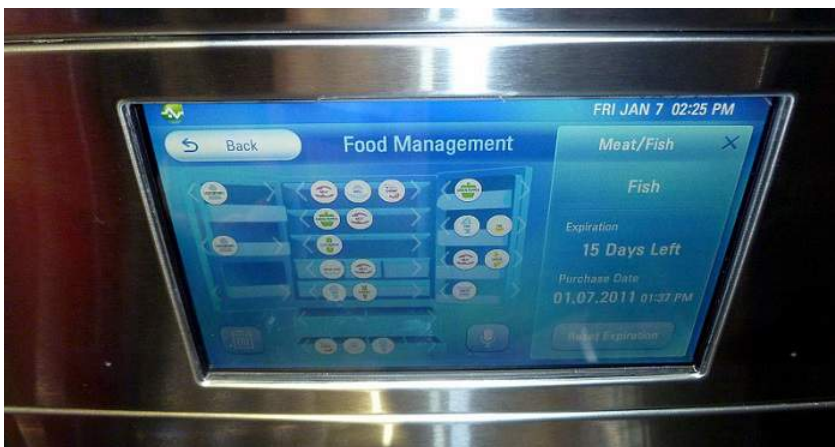 FRI JAN 7 02:25 PM
Back
Food Management
Meat/Fish
Fish
Expiration
15 Days Left
Purchase Date
01.07.2011 01:37 PM
Reset Expiration